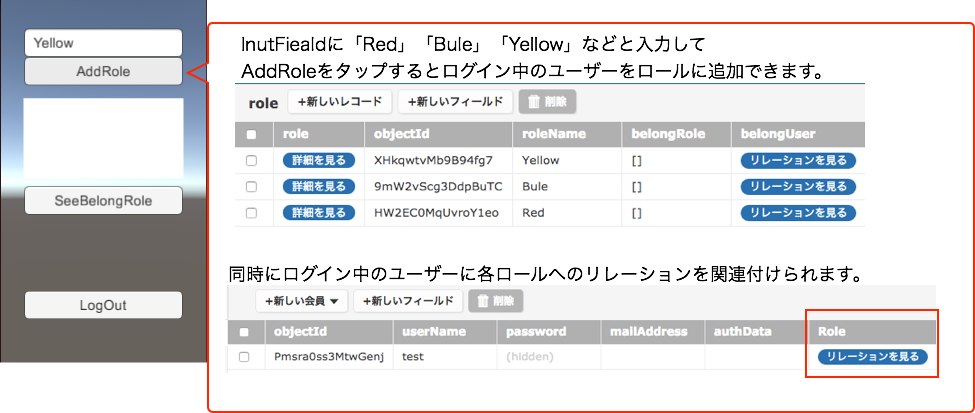 Yellow
AddRole
SeeBelongRole
LogOut
InutFiealdに「Red」「Bule」「Yellow」などと入力して
AddRoleをタップするとログイン中のユーザーをロールに追加できます。
role +新しいレコード +新しいフィールド 削除
role objectId roleName belongRole belongUser
詳細を見る XHkqwtvMb9B94fg7 Yellow [] リレーションを見る
詳細を見る 9mW2vScg3DdpBuTC Bule [] リレーションを見る
詳細を見る HW2EC0MqUvroY1eo Red [] リレーションを見る
同時にログイン中のユーザーに各ロールへのリレーションを関連付けられます。
+新しい会員 ▼ +新しいフィールド 削除
objectId userName password mailAddress authData Role
Pmsra0ss3MtwGenj test (hidden) リレーションを見る